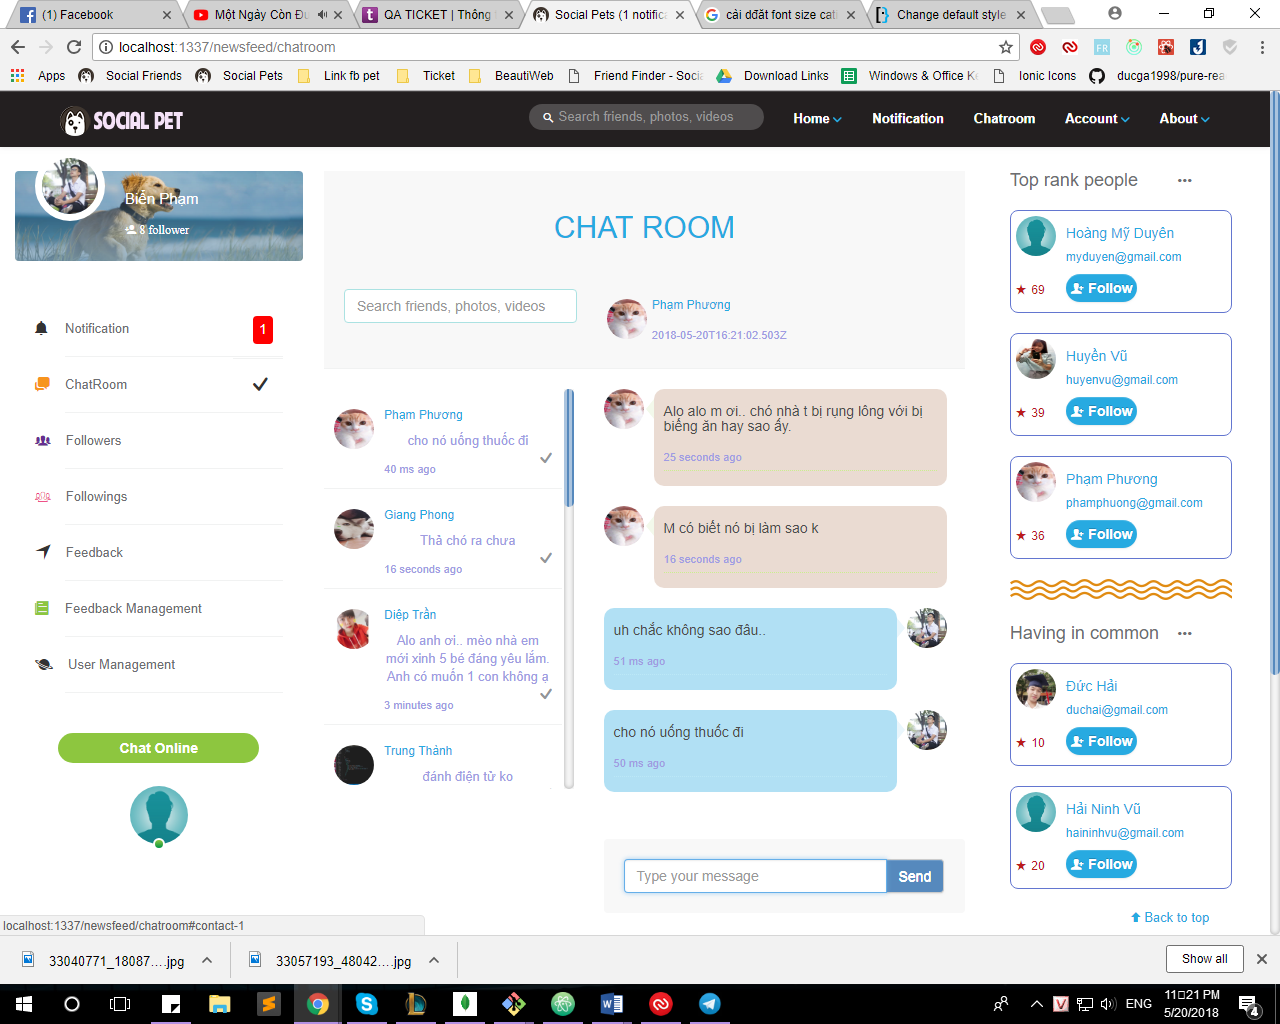 (1) Facebook
Một Ngày Còn Đu
QA TICKET | Thông
Social Pets (1 notific
cài đđăt font size cat
Change default style
localhost:1337/newsfeed/chatroom
Apps
Social Friends
Social Pets
Link fb pet
Ticket
BeautiWeb
Friend Finder - Socia
Download Links
Windows & Office Ke
Ionic Icons
ducga1998/pure-rea
SOCIAL PET
Search friends, photos, videos
Home
Notification
Chatroom
Account
About
Biển Phạm
8 follower
Notification
1
ChatRoom
Followers
Followings
Feedback
Feedback Management
User Management
Chat Online
CHAT ROOM
Search friends, photos, videos
Phạm Phương
2018-05-20T16:21:02.503Z
Phạm Phương
cho nó uống thuốc đi
40 ms ago
Giang Phong
Thả chó ra chưa
16 seconds ago
Diệp Trần
Alo anh ơi.. mèo nhà em
mới xinh 5 bé đáng yêu lắm.
Anh có muốn 1 con không ạ
3 minutes ago
Trung Thành
đánh điện tử ko
Alo alo m ơi.. chó nhà t bị rụng lông với bị
biếng ăn hay sao ấy.
25 seconds ago
M có biết nó bị làm sao k
16 seconds ago
uh chắc không sao đâu..
51 ms ago
cho nó uống thuốc đi
50 ms ago
Type your message
Send
Top rank people
Hoàng Mỹ Duyên
myduyen@gmail.com
69
Follow
Huyền Vũ
huyenvu@gmail.com
39
Follow
Phạm Phương
phamphuong@gmail.com
36
Follow
Having in common
Đức Hải
duchai@gmail.com
10
Follow
Hải Ninh Vũ
haininhvu@gmail.com
20
Follow
Back to top
localhost:1337/newsfeed/chatroom#contact-1
33040771_18087....jpg
33057193_48042....jpg
Show all
ENG
11□21 PM
5/20/2018
4